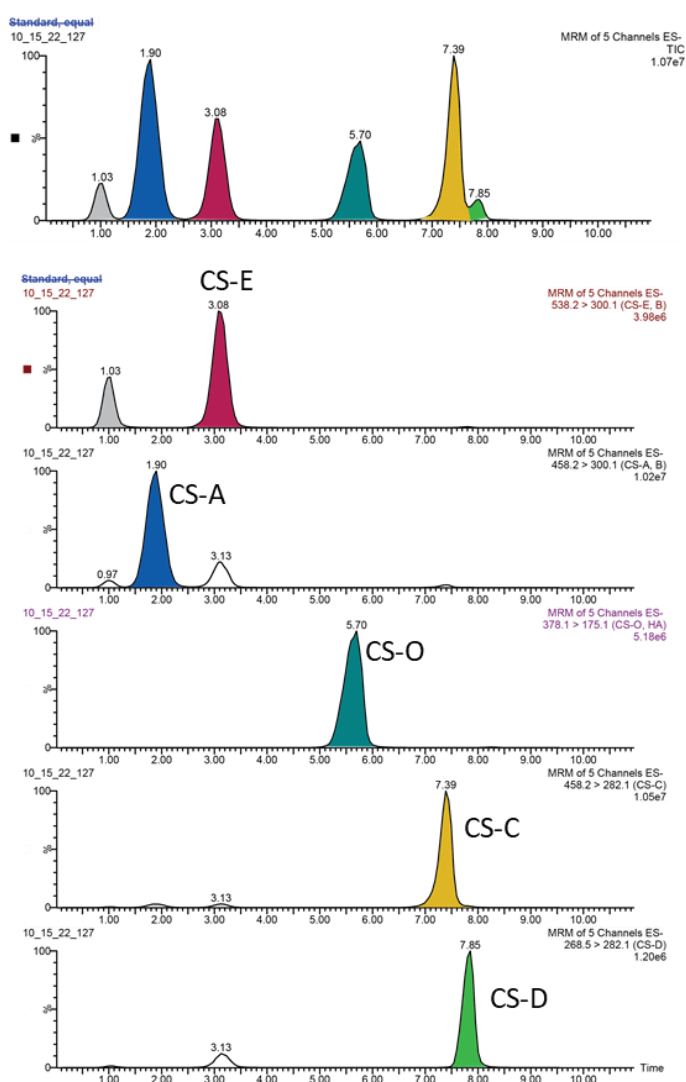 Standard, equal
10_15_22_127
MRM of 5 Channels ES-
TIC
1.07e7
100
%
0
1.03
1.90
3.08
5.70
7.39
7.85
1.00 2.00 3.00 4.00 5.00 6.00 7.00 8.00 9.00 10.00
Standard, equal
10_15_22_127
CS-E
MRM of 5 Channels ES-
538.2 > 300.1 (CS-E, B)
3.98e6
100
%
0
1.03
3.08
1.00 2.00 3.00 4.00 5.00 6.00 7.00 8.00 9.00 10.00
10_15_22_127
MRM of 5 Channels ES-
458.2 > 300.1 (CS-A, B)
1.02e7
100
%
0
0.97
1.90
CS-A
3.13
1.00 2.00 3.00 4.00 5.00 6.00 7.00 8.00 9.00 10.00
10_15_22_127
MRM of 5 Channels ES-
378.1 > 175.1 (CS-O, HA)
5.18e6
100
%
0
5.70
CS-O
1.00 2.00 3.00 4.00 5.00 6.00 7.00 8.00 9.00 10.00
10_15_22_127
MRM of 5 Channels ES-
458.2 > 282.1 (CS-C)
1.05e7
100
%
0
3.13
7.39
CS-C
1.00 2.00 3.00 4.00 5.00 6.00 7.00 8.00 9.00 10.00
10_15_22_127
MRM of 5 Channels ES-
268.5 > 282.1 (CS-D)
1.20e6
100
%
0
3.13
7.85
CS-D
Time
1.00 2.00 3.00 4.00 5.00 6.00 7.00 8.00 9.00 10.00